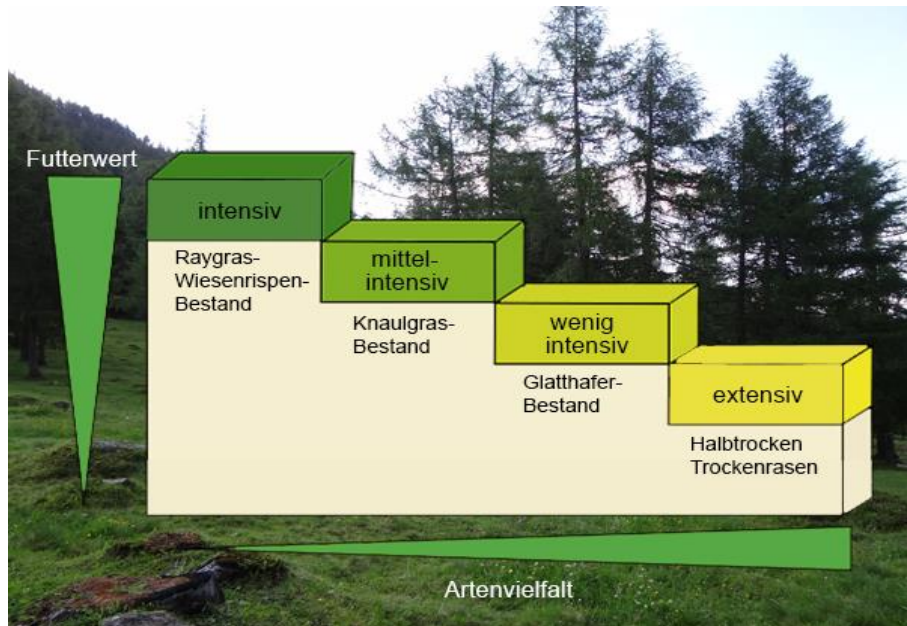 Futterwert
intensiv
Raygras-
Wiesenrispen-
Bestand
mittel-
intensiv
Knaulgras-
Bestand
wenig
intensiv
Glatthafer-
Bestand
extensiv
Halbtrocken
Trockenrasen
Artenvielfalt